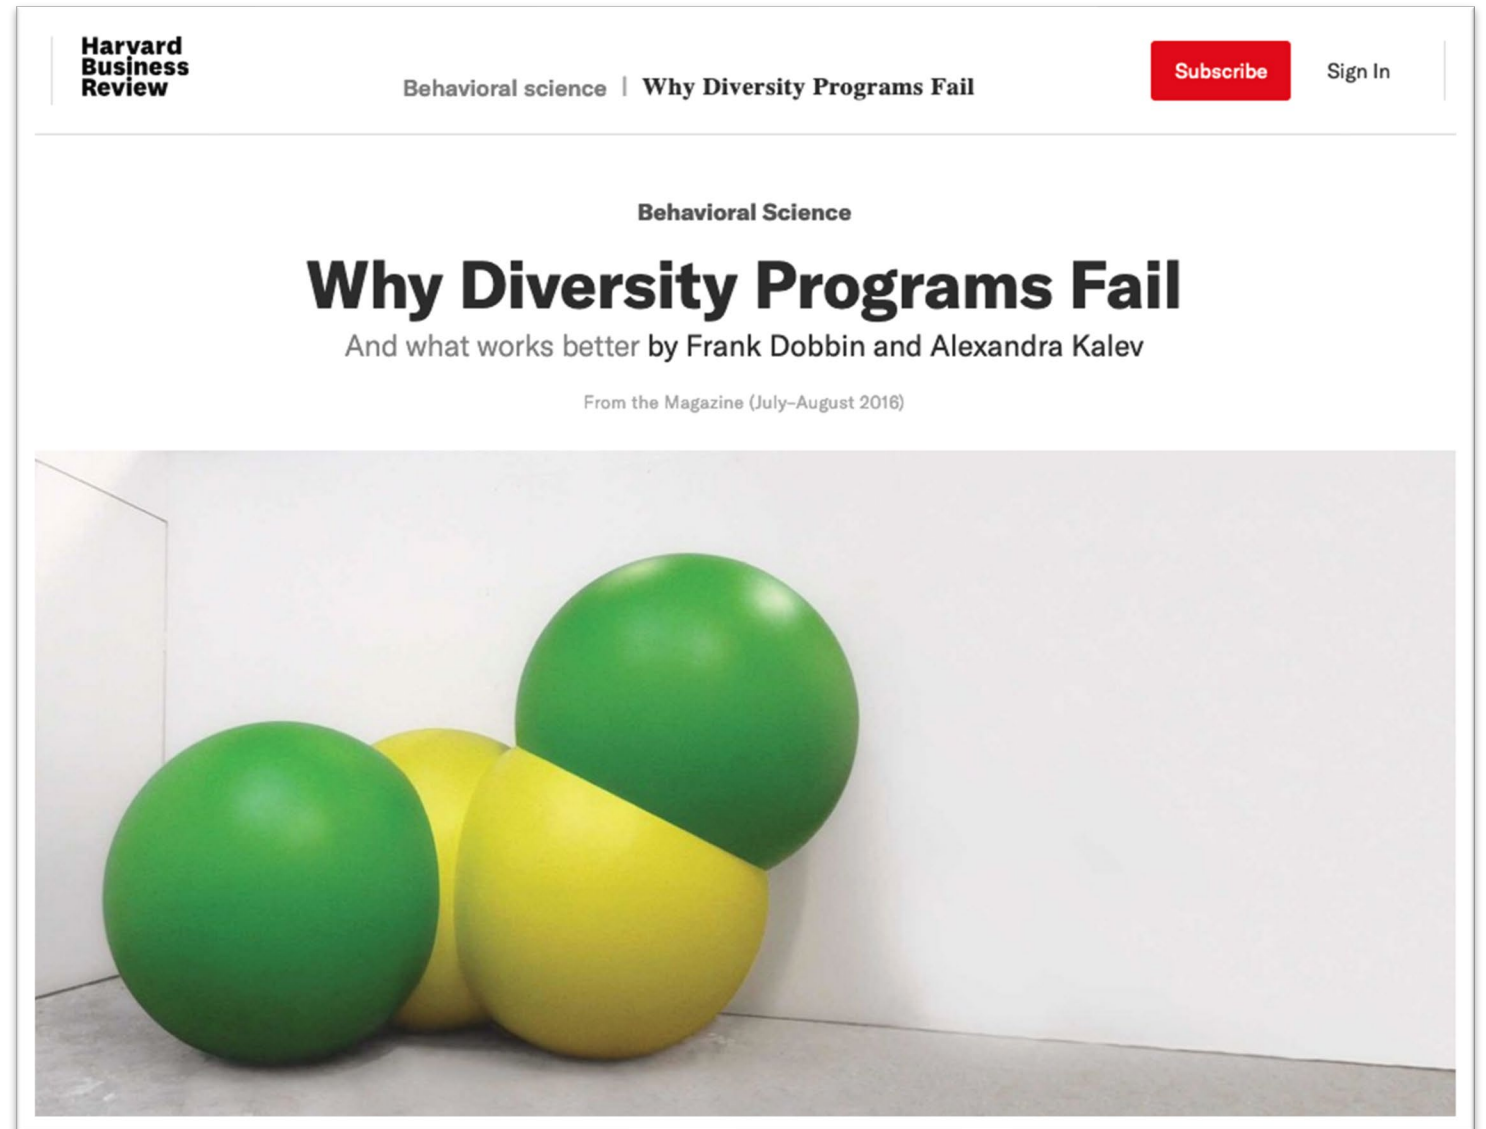 Harvard
Business
Review
Behavioral science | Why Diversity Programs Fail
Subscribe
Sign In
Behavioral Science
Why Diversity Programs Fail
And what works better by Frank Dobbin and Alexandra Kalev
From the Magazine (July–August 2016)